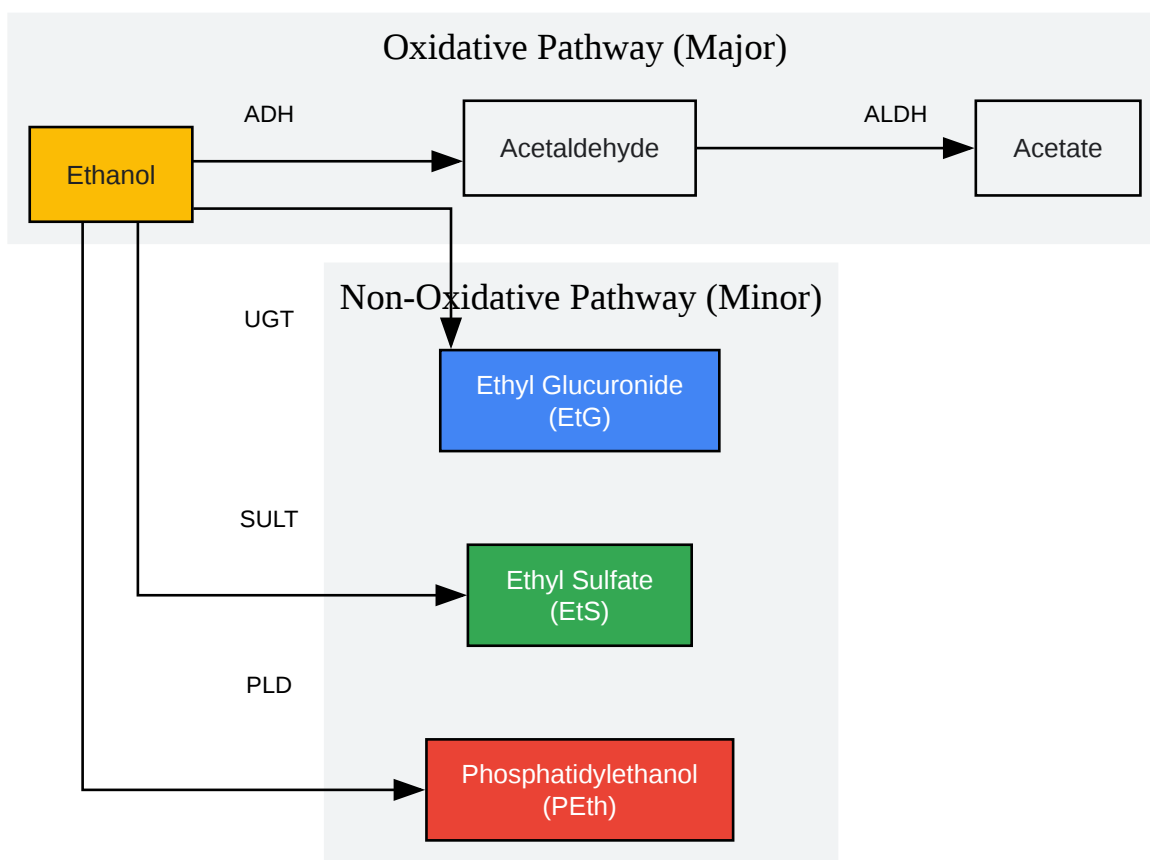 Oxidative Pathway (Major)
ADH
ALDH
Ethanol
Acetaldehyde
Acetate
Non-Oxidative Pathway (Minor)
UGT
Ethyl Glucuronide
(EtG)
SULT
Ethyl Sulfate
(EtS)
PLD
Phosphatidylethanol
(PEth)